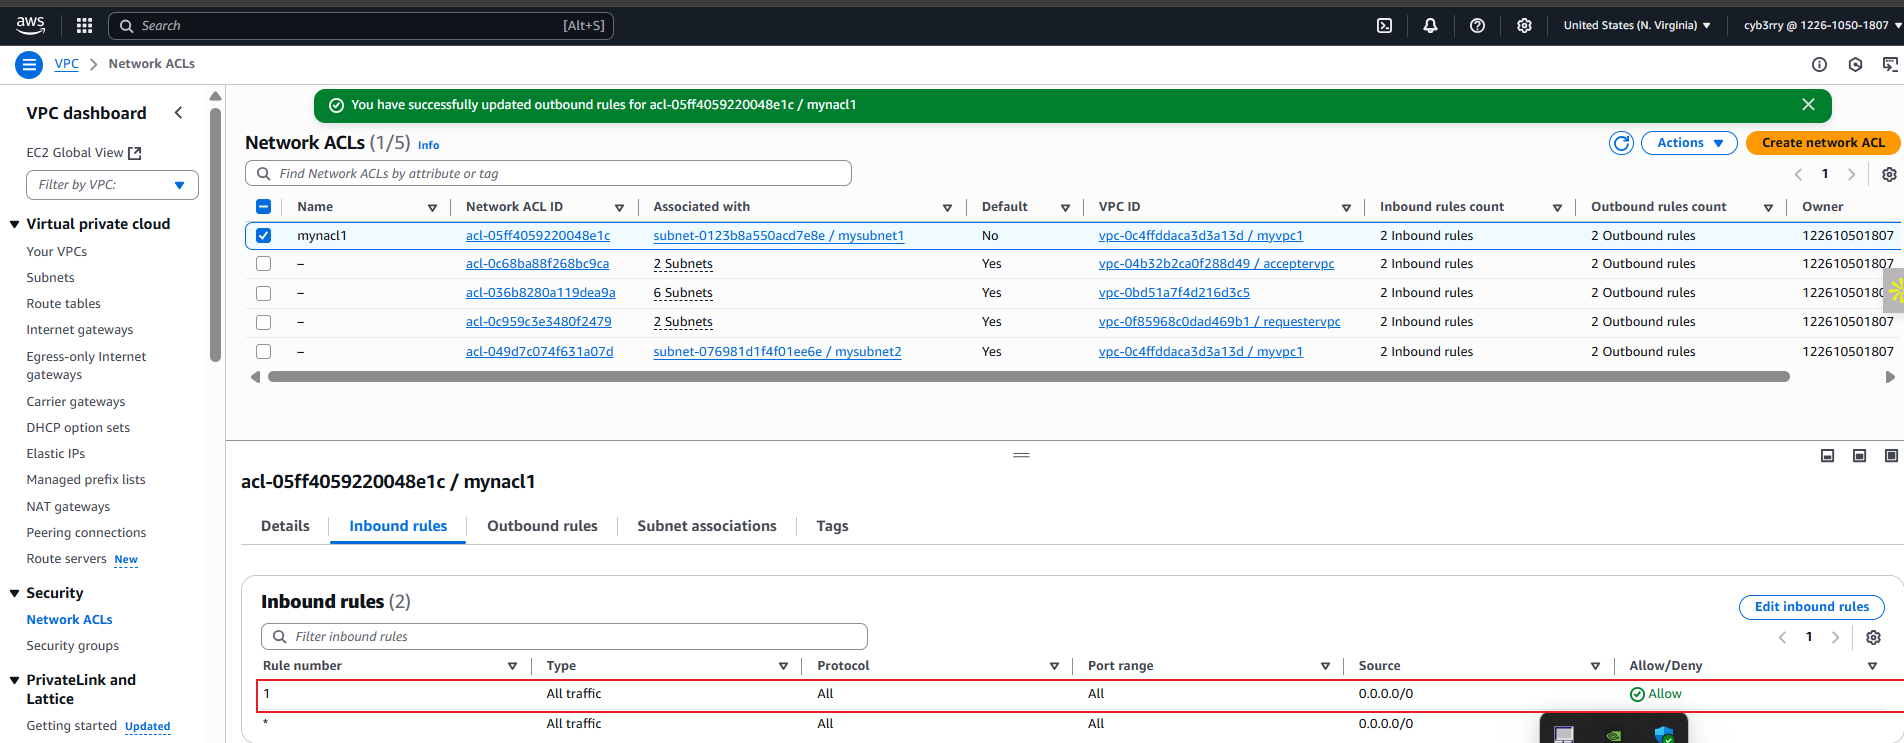 aws Search [Alt+S] United States (N. Virginia) cyb3rry @ 1226-1050-1807
VPC Network ACLs
You have successfully updated outbound rules for acl-05ff4059220048e1c / mynacl1
VPC dashboard
EC2 Global View
Filter by VPC:
Virtual private cloud
Your VPCs
Subnets
Route tables
Internet gateways
Egress-only Internet
gateways
Carrier gateways
DHCP option sets
Elastic IPs
Managed prefix lists
NAT gateways
Peering connections
Route servers New
Security
Network ACLs
Security groups
PrivateLink and
Lattice
Getting started Updated
Network ACLs (1/5) Info
Actions Create network ACL
Find Network ACLs by attribute or tag
1
Name Network ACL ID Associated with Default VPC ID Inbound rules count Outbound rules count Owner
mynacl1 acl-05ff4059220048e1c subnet-0123b8a550acd7e8e / mysubnet1 No vpc-0c4ffddaca3d3a13d / myvpc1 2 Inbound rules 2 Outbound rules 122610501807
– acl-0c68ba88f268bc9ca 2 Subnets Yes vpc-04b32b2ca0f288d49 / acceptervpc 2 Inbound rules 2 Outbound rules 122610501807
– acl-036b8280a119dea9a 6 Subnets Yes vpc-0bd51a7f4d216d3c5 2 Inbound rules 2 Outbound rules 1226105018
– acl-0c959c3e3480f2479 2 Subnets Yes vpc-0f85968c0dad469b1 / requestervpc 2 Inbound rules 2 Outbound rules 122610501807
– acl-049d7c074f631a07d subnet-076981d1f4f01ee6e / mysubnet2 Yes vpc-0c4ffddaca3d3a13d / myvpc1 2 Inbound rules 2 Outbound rules 122610501807
acl-05ff4059220048e1c / mynacl1
Details Inbound rules Outbound rules Subnet associations Tags
Inbound rules (2)
Edit inbound rules
Filter inbound rules
1
Rule number Type Protocol Port range Source Allow/Deny
1 All traffic All All 0.0.0.0/0 Allow
* All traffic All All 0.0.0.0/0